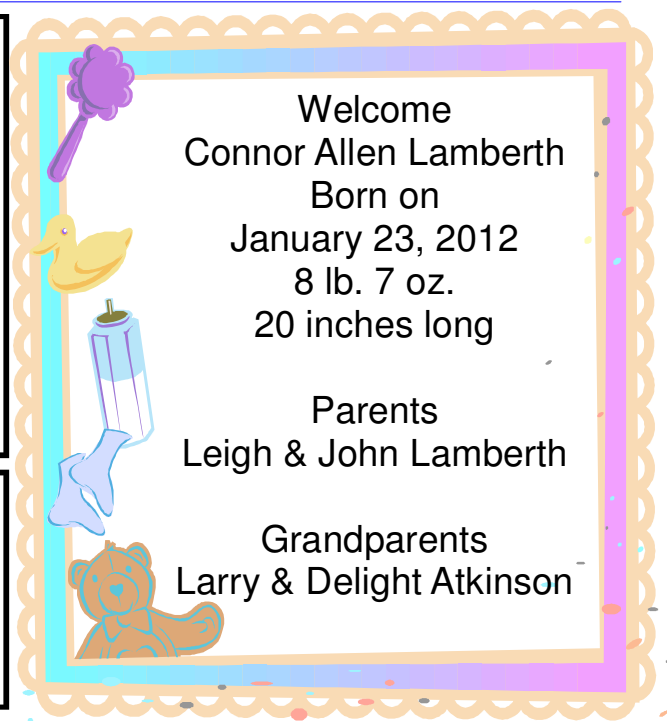 Welcome
Connor Allen Lamberth
Born on
January 23, 2012
8 lb. 7 oz.
20 inches long
Parents
Leigh & John Lamberth
Grandparents
Larry & Delight Atkinson